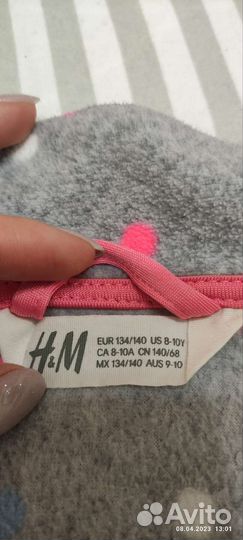 H&M
EUR 134/140 US 8-10Y
CA 8-10A CN 140/68
MX 134/140 AUS 9-10
Avito
08.04.2023 13:01